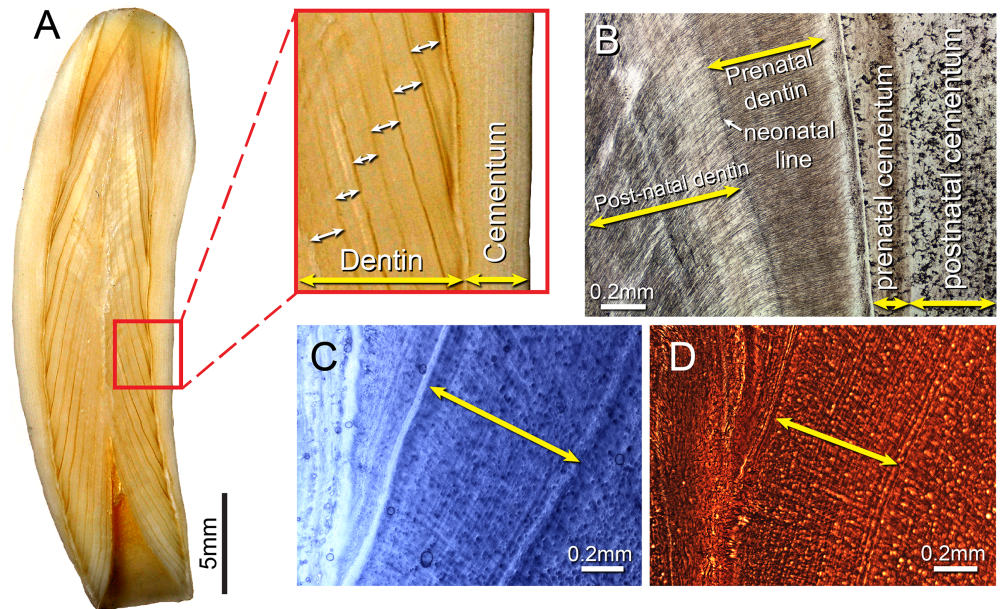 A
5mm
Dentin
Cementum
B
Prenatal
dentin
neonatal
line
Post-natal dentin
prenatal cementum
postnatal cementum
0.2mm
C
0.2mm
D
0.2mm